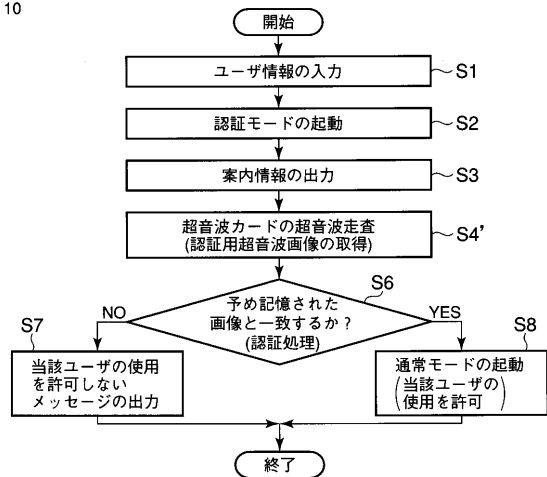 10
開始
ユーザ情報の入力
S1
認証モードの起動
S2
案内情報の出力
S3
超音波カードの超音波走査
(認証用超音波画像の取得)
S4'
S6
予め記憶された
画像と一致するか?
(認証処理)
NO
YES
S7
当該ユーザの使用
を許可しない
メッセージの出力
S8
通常モードの起動
(当該ユーザの
使用を許可)
終了